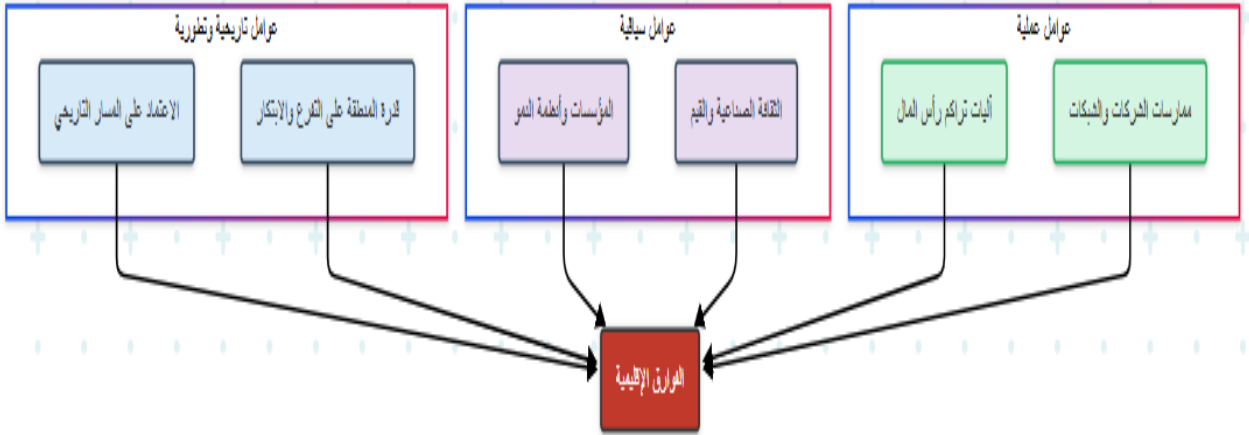 عوامل عملية
ممارسات الشركات والشبكات
آليات تراكم رأس المال
عوامل سياقية
الثقافة الصناعية والقيم
المؤسسات وأنظمة النمو
عوامل تاريخية وتطورية
قدرة المنطقة على التفرع والابتكار
الاعتماد على المسار التاريخي
الفوارق الإقليمية